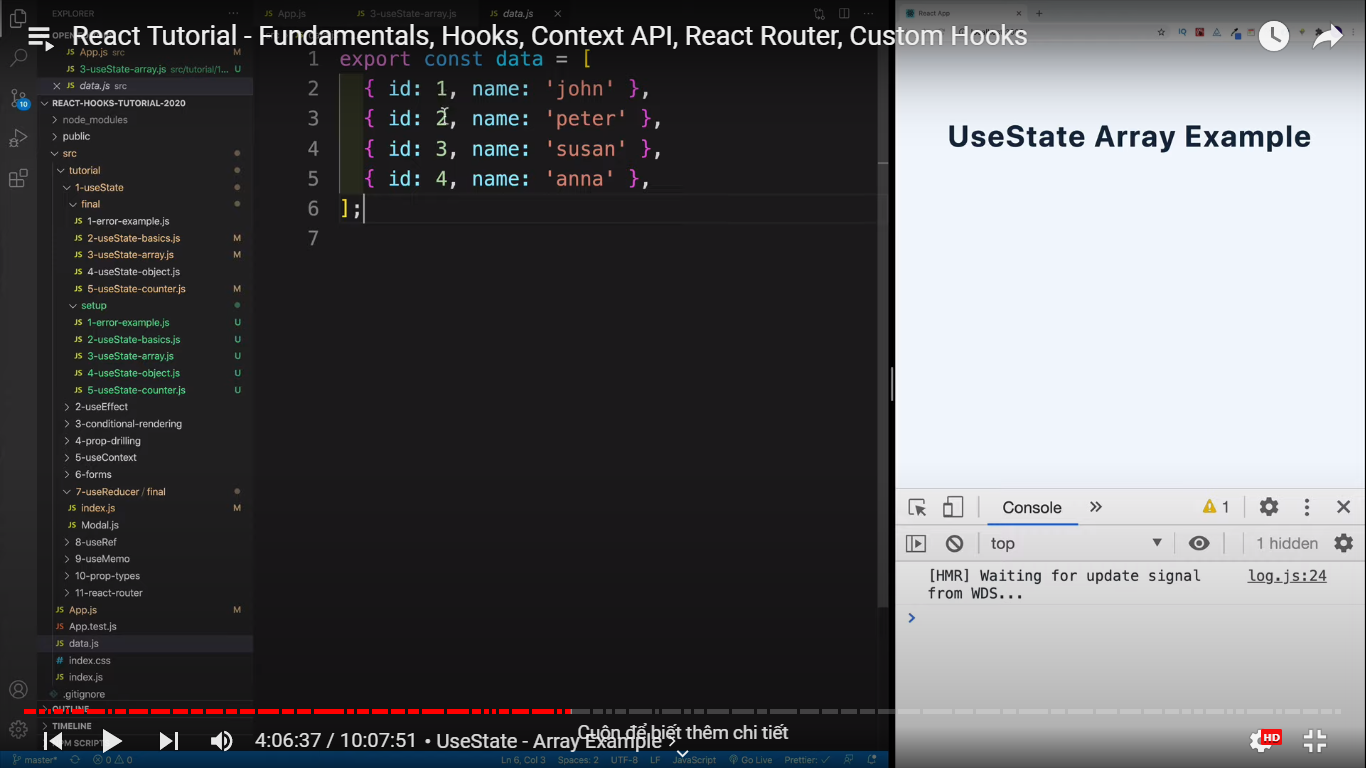 EXPLORER
App.js
3-useState-array.js
data.js
React App
React Tutorial - Fundamentals, Hooks, Context API, React Router, Custom Hooks
App.js src M
3-useState-array.js src/tutorial/1... U
data.js src
REACT-HOOKS-TUTORIAL-2020
node_modules
public
src
tutorial
1-useState
final
1-error-example.js
2-useState-basics.js M
3-useState-array.js M
4-useState-object.js
5-useState-counter.js M
setup
1-error-example.js U
2-useState-basics.js U
3-useState-array.js U
4-useState-object.js U
5-useState-counter.js U
2-useEffect
3-conditional-rendering
4-prop-drilling
5-useContext
6-forms
7-useReducer / final
index.js M
Modal.js
8-useRef
9-useMemo
10-prop-types
11-react-router
App.js M
App.test.js
data.js
index.css
index.js
.gitignore
OUTLINE
TIMELINE
NPM SCRIPTS
10
1 export const data = [
2 { id: 1, name: 'john' },
3 { id: 2, name: 'peter' },
4 { id: 3, name: 'susan' },
5 { id: 4, name: 'anna' },
6 ];
7
UseState Array Example
Console
1
top
1 hidden
[HMR] Waiting for update signal log.js:24
from WDS...
Cuộn để biết thêm chi tiết
4:06:37 / 10:07:51 • UseState - Array Example
HD
master* 0 0 Ln 6, Col 3 Spaces: 2 UTF-8 LF JavaScript Go Live Prettier: